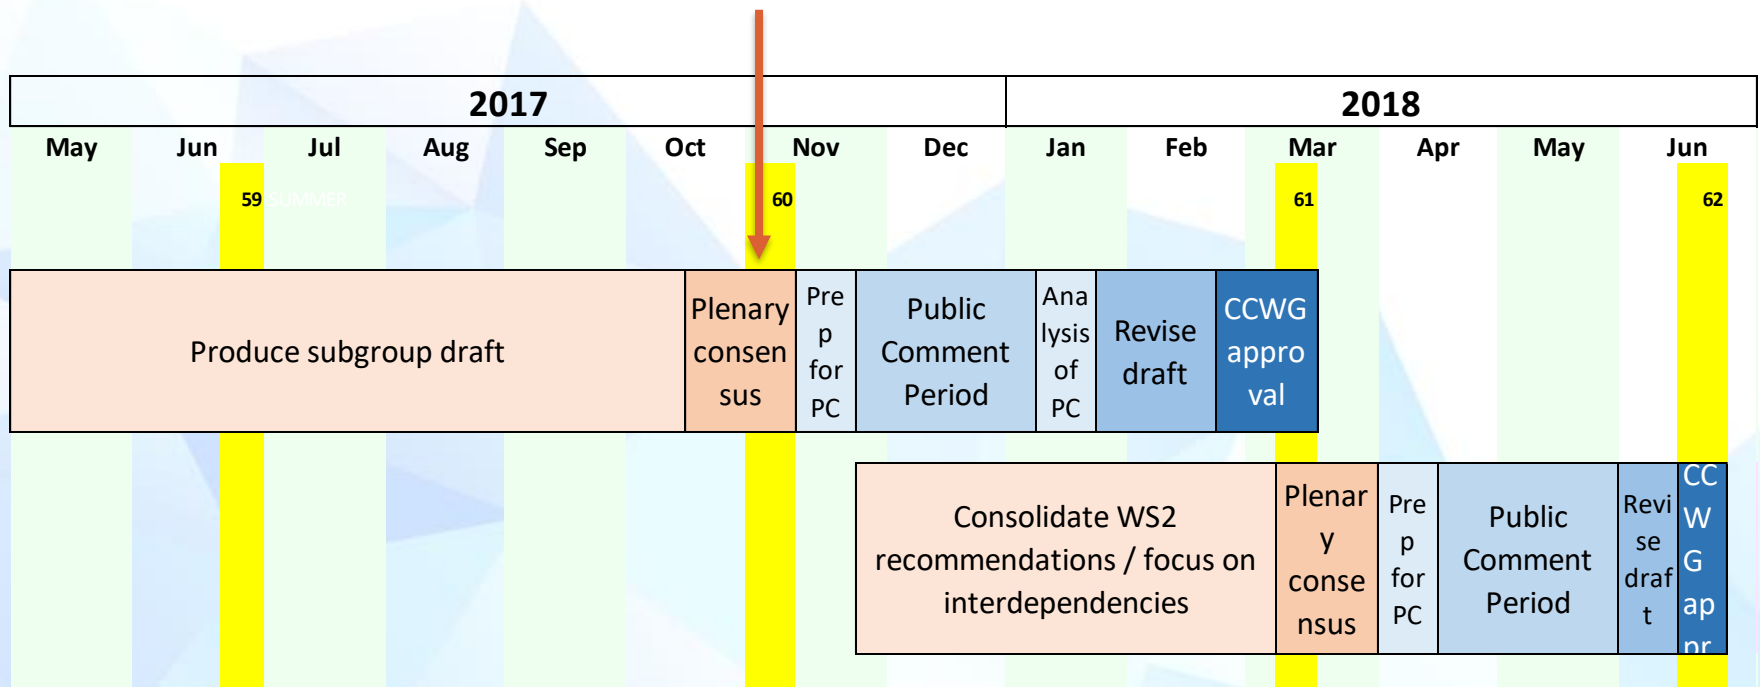 2017 2018
May Jun Jul Aug Sep Oct Nov Dec Jan Feb Mar Apr May Jun
59 SUMMER 60 61 62
Produce subgroup draft
Plenary
consen
sus
Pre
p
for
PC
Public
Comment
Period
Ana
lysis
of
PC
Revise
draft
CCWG
appro
val
Consolidate WS2
recommendations / focus on
interdependencies
Plenar
y
conse
nsus
Pre
p
for
PC
Public
Comment
Period
Revi
se
draf
t
CC
W
G
ap
pr